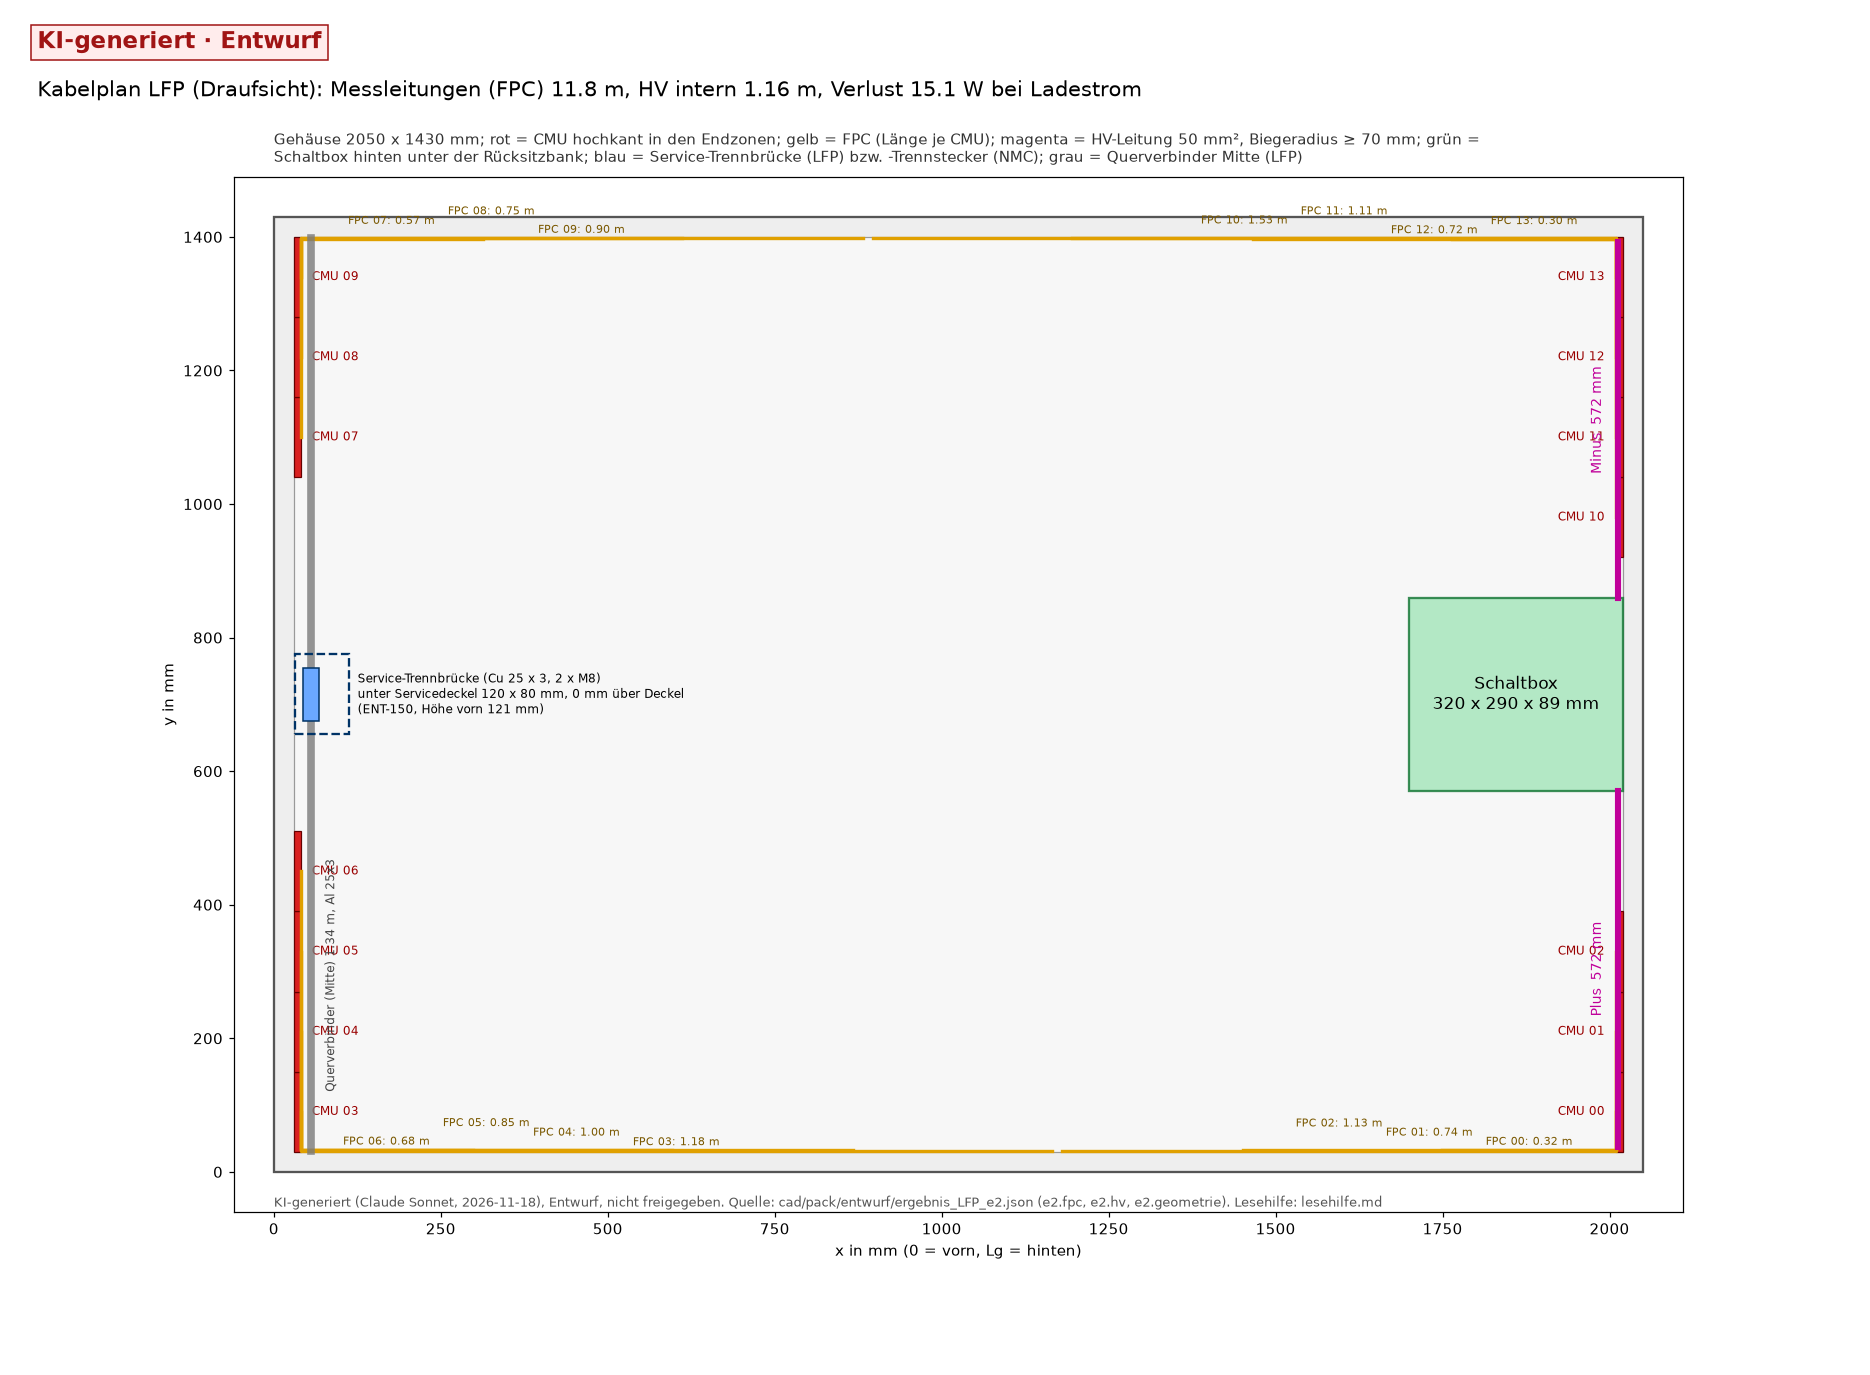 KI-generiert · Entwurf
Kabelplan LFP (Draufsicht): Messleitungen (FPC) 11.8 m, HV intern 1.16 m, Verlust 15.1 W bei Ladestrom
Gehäuse 2050 x 1430 mm; rot = CMU hochkant in den Endzonen; gelb = FPC (Länge je CMU); magenta = HV-Leitung 50 mm², Biegeradius ≥ 70 mm; grün =
Schaltbox hinten unter der Rücksitzbank; blau = Service-Trennbrücke (LFP) bzw. -Trennstecker (NMC); grau = Querverbinder Mitte (LFP)
FPC 07: 0.57 m
FPC 08: 0.75 m
FPC 09: 0.90 m
FPC 10: 1.53 m
FPC 11: 1.11 m
FPC 12: 0.72 m
FPC 13: 0.30 m
CMU 09
CMU 08
CMU 07
CMU 13
CMU 12
CMU 11
CMU 10
Minus 572 mm
Service-Trennbrücke (Cu 25 x 3, 2 x M8)
unter Servicedeckel 120 x 80 mm, 0 mm über Deckel
(ENT-150, Höhe vorn 121 mm)
Schaltbox
320 x 290 x 89 mm
CMU 06
CMU 05
CMU 04
CMU 03
Querverbinder (Mitte) 1.34 m, Al 25x3
CMU 02
CMU 01
CMU 00
Plus 572 mm
FPC 06: 0.68 m
FPC 05: 0.85 m
FPC 04: 1.00 m
FPC 03: 1.18 m
FPC 02: 1.13 m
FPC 01: 0.74 m
FPC 00: 0.32 m
KI-generiert (Claude Sonnet, 2026-11-18), Entwurf, nicht freigegeben. Quelle: cad/pack/entwurf/ergebnis_LFP_e2.json (e2.fpc, e2.hv, e2.geometrie). Lesehilfe: lesehilfe.md
y in mm
1400
1200
1000
800
600
400
200
0
0
250
500
750
1000
1250
1500
1750
2000
x in mm (0 = vorn, Lg = hinten)